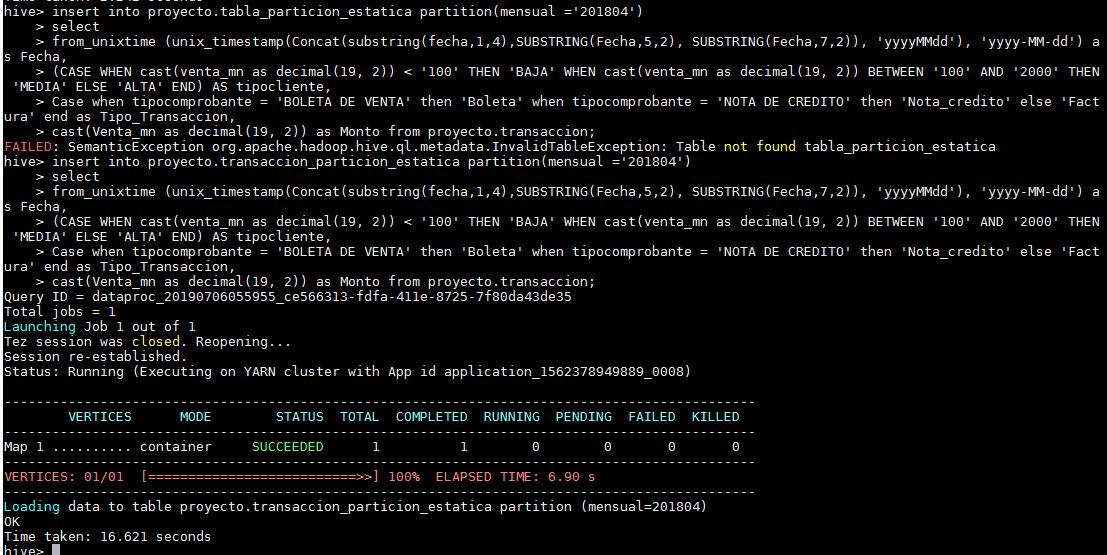 hive> insert into proyecto.tabla_particion_estatica partition(mensual ='201804')
    > select
    > from_unixtime (unix_timestamp(Concat(substring(fecha,1,4),SUBSTRING(Fecha,5,2), SUBSTRING(Fecha,7,2)), 'yyyyMMdd'), 'yyyy-MM-dd') a
s Fecha,
    > (CASE WHEN cast(venta_mn as decimal(19, 2)) < '100' THEN 'BAJA' WHEN cast(venta_mn as decimal(19, 2)) BETWEEN '100' AND '2000' THEN
 'MEDIA' ELSE 'ALTA' END) AS tipocliente,
    > Case when tipocomprobante = 'BOLETA DE VENTA' then 'Boleta' when tipocomprobante = 'NOTA DE CREDITO' then 'Nota_credito' else 'Fact
ura' end as Tipo_Transaccion,
    > cast(Venta_mn as decimal(19, 2)) as Monto from proyecto.transaccion;
FAILED: SemanticException org.apache.hadoop.hive.ql.metadata.InvalidTableException: Table not found tabla_particion_estatica
hive> insert into proyecto.transaccion_particion_estatica partition(mensual ='201804')
    > select
    > from_unixtime (unix_timestamp(Concat(substring(fecha,1,4),SUBSTRING(Fecha,5,2), SUBSTRING(Fecha,7,2)), 'yyyyMMdd'), 'yyyy-MM-dd') a
s Fecha,
    > (CASE WHEN cast(venta_mn as decimal(19, 2)) < '100' THEN 'BAJA' WHEN cast(venta_mn as decimal(19, 2)) BETWEEN '100' AND '2000' THEN
 'MEDIA' ELSE 'ALTA' END) AS tipocliente,
    > Case when tipocomprobante = 'BOLETA DE VENTA' then 'Boleta' when tipocomprobante = 'NOTA DE CREDITO' then 'Nota_credito' else 'Fact
ura' end as Tipo_Transaccion,
    > cast(Venta_mn as decimal(19, 2)) as Monto from proyecto.transaccion;
Query ID = dataproc_20190706055955_ce566313-fdfa-411e-8725-7f80da43de35
Total jobs = 1
Launching Job 1 out of 1
Tez session was closed. Reopening...
Session re-established.
Status: Running (Executing on YARN cluster with App id application_1562378949889_0008)
----------------------------------------------------------------------------------------------
        VERTICES      MODE        STATUS  TOTAL  COMPLETED  RUNNING  PENDING  FAILED  KILLED
----------------------------------------------------------------------------------------------
Map 1 .......... container     SUCCEEDED      1          1        0        0       0       0
----------------------------------------------------------------------------------------------
VERTICES: 01/01  [==========================>>] 100%  ELAPSED TIME: 6.90 s
----------------------------------------------------------------------------------------------
Loading data to table proyecto.transaccion_particion_estatica partition (mensual=201804)
OK
Time taken: 16.621 seconds
hive>